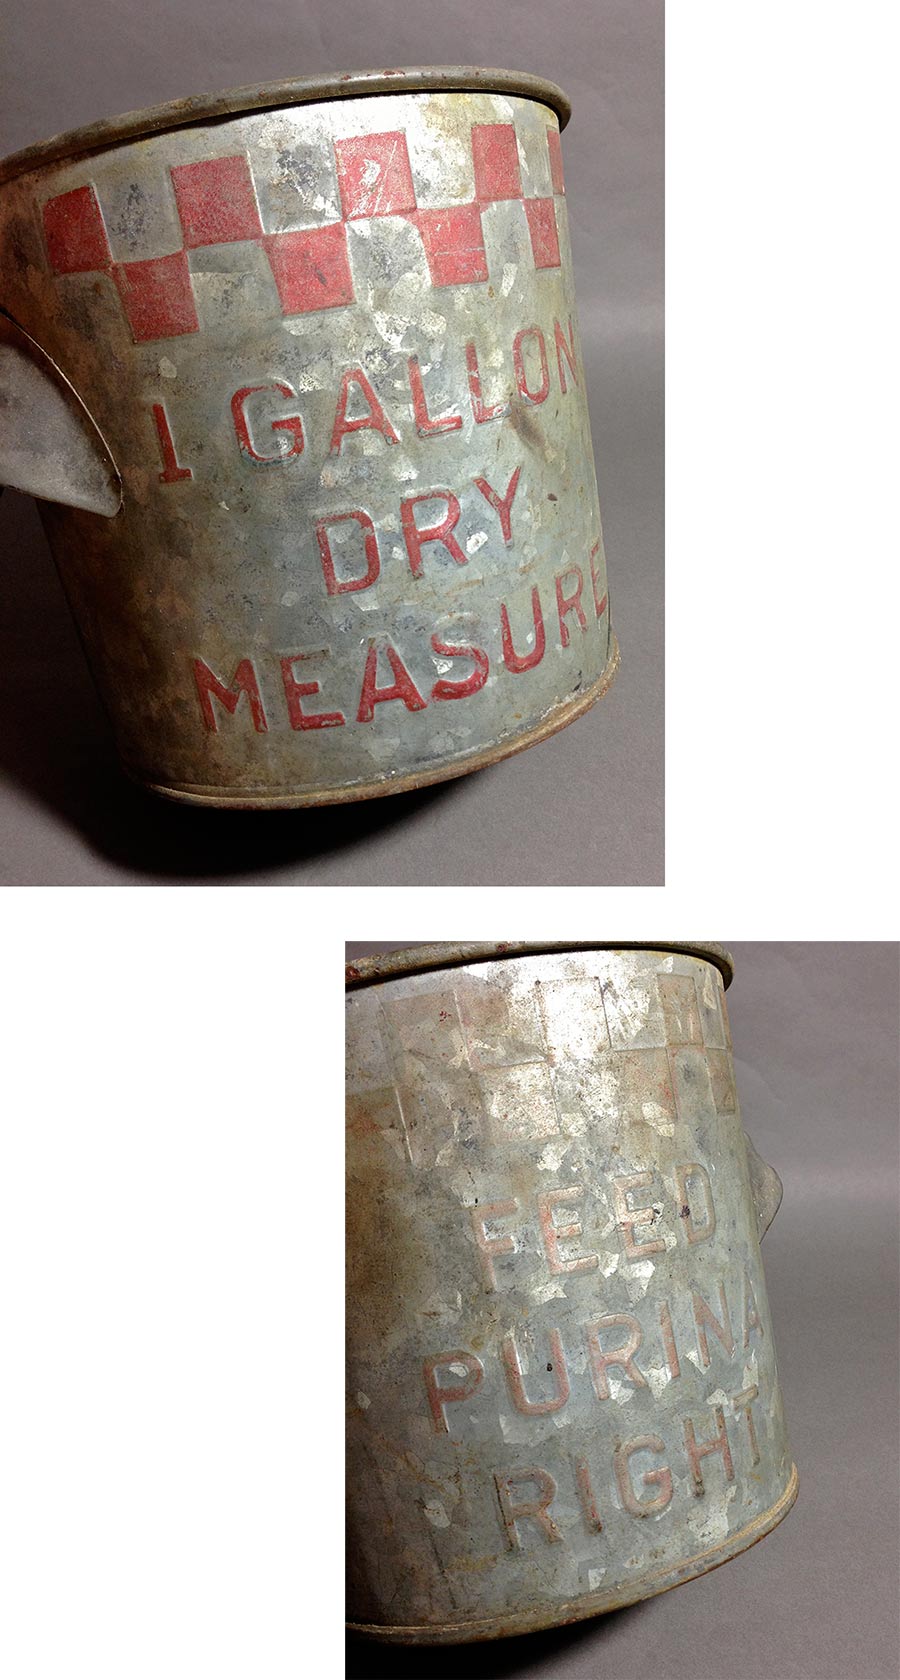 1 GALLON
DRY
MEASURE
FEED
PURINA
RIGHT